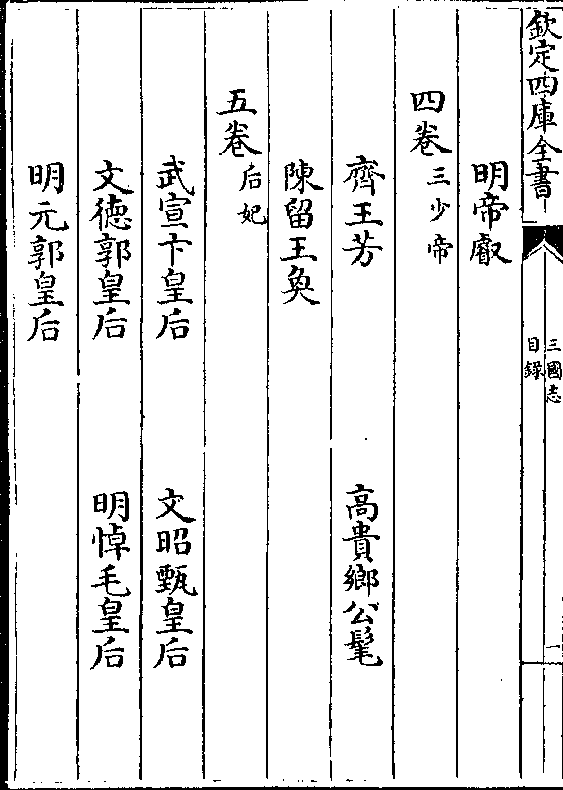 欽定四庫全書
三國志
目錄
一
明帝叡
四卷三少帝
齊王芳 高貴鄉公髦
陳留王奐
五卷后妃
武宣卞皇后 文昭甄皇后
文德郭皇后 明悼毛皇后
明元郭皇后